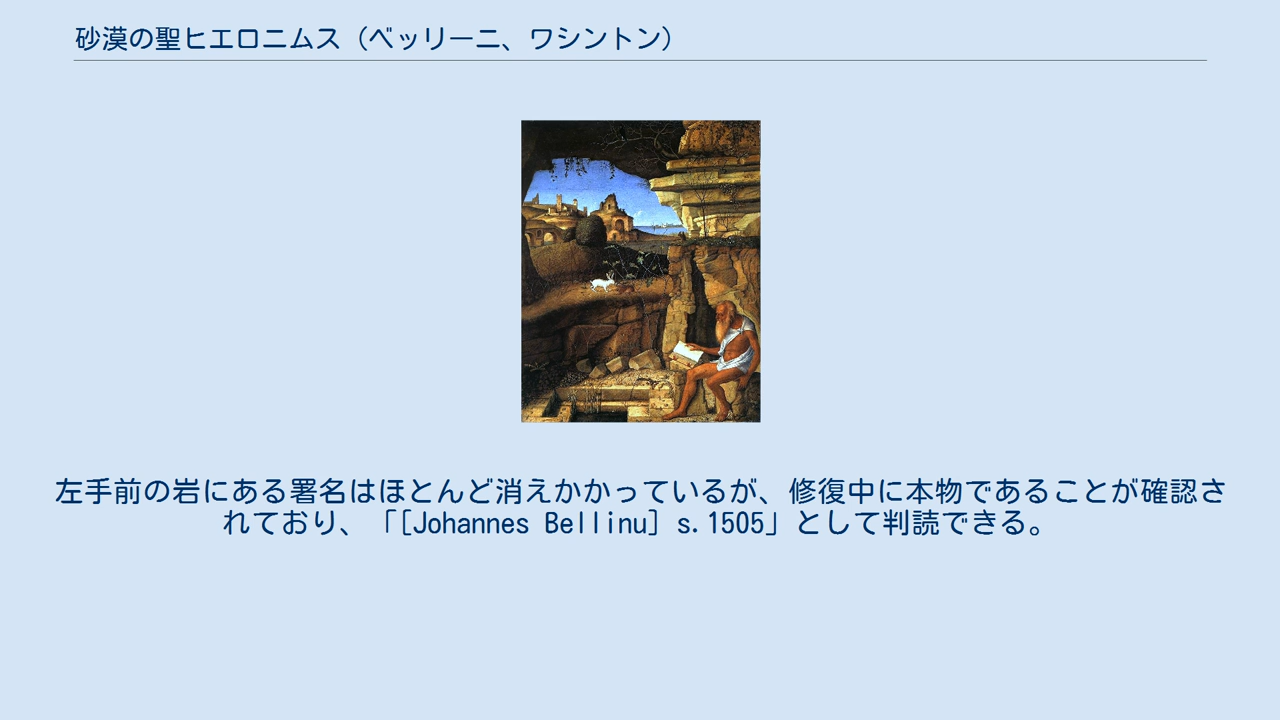 砂漠の聖ヒエロニムス（ベッリーニ、ワシントン）
左手前の岩にある署名はほとんど消えかかっているが、修復中に本物であることが確認さ
れており、「[Johannes Bellinu] s.1505」として判読できる。